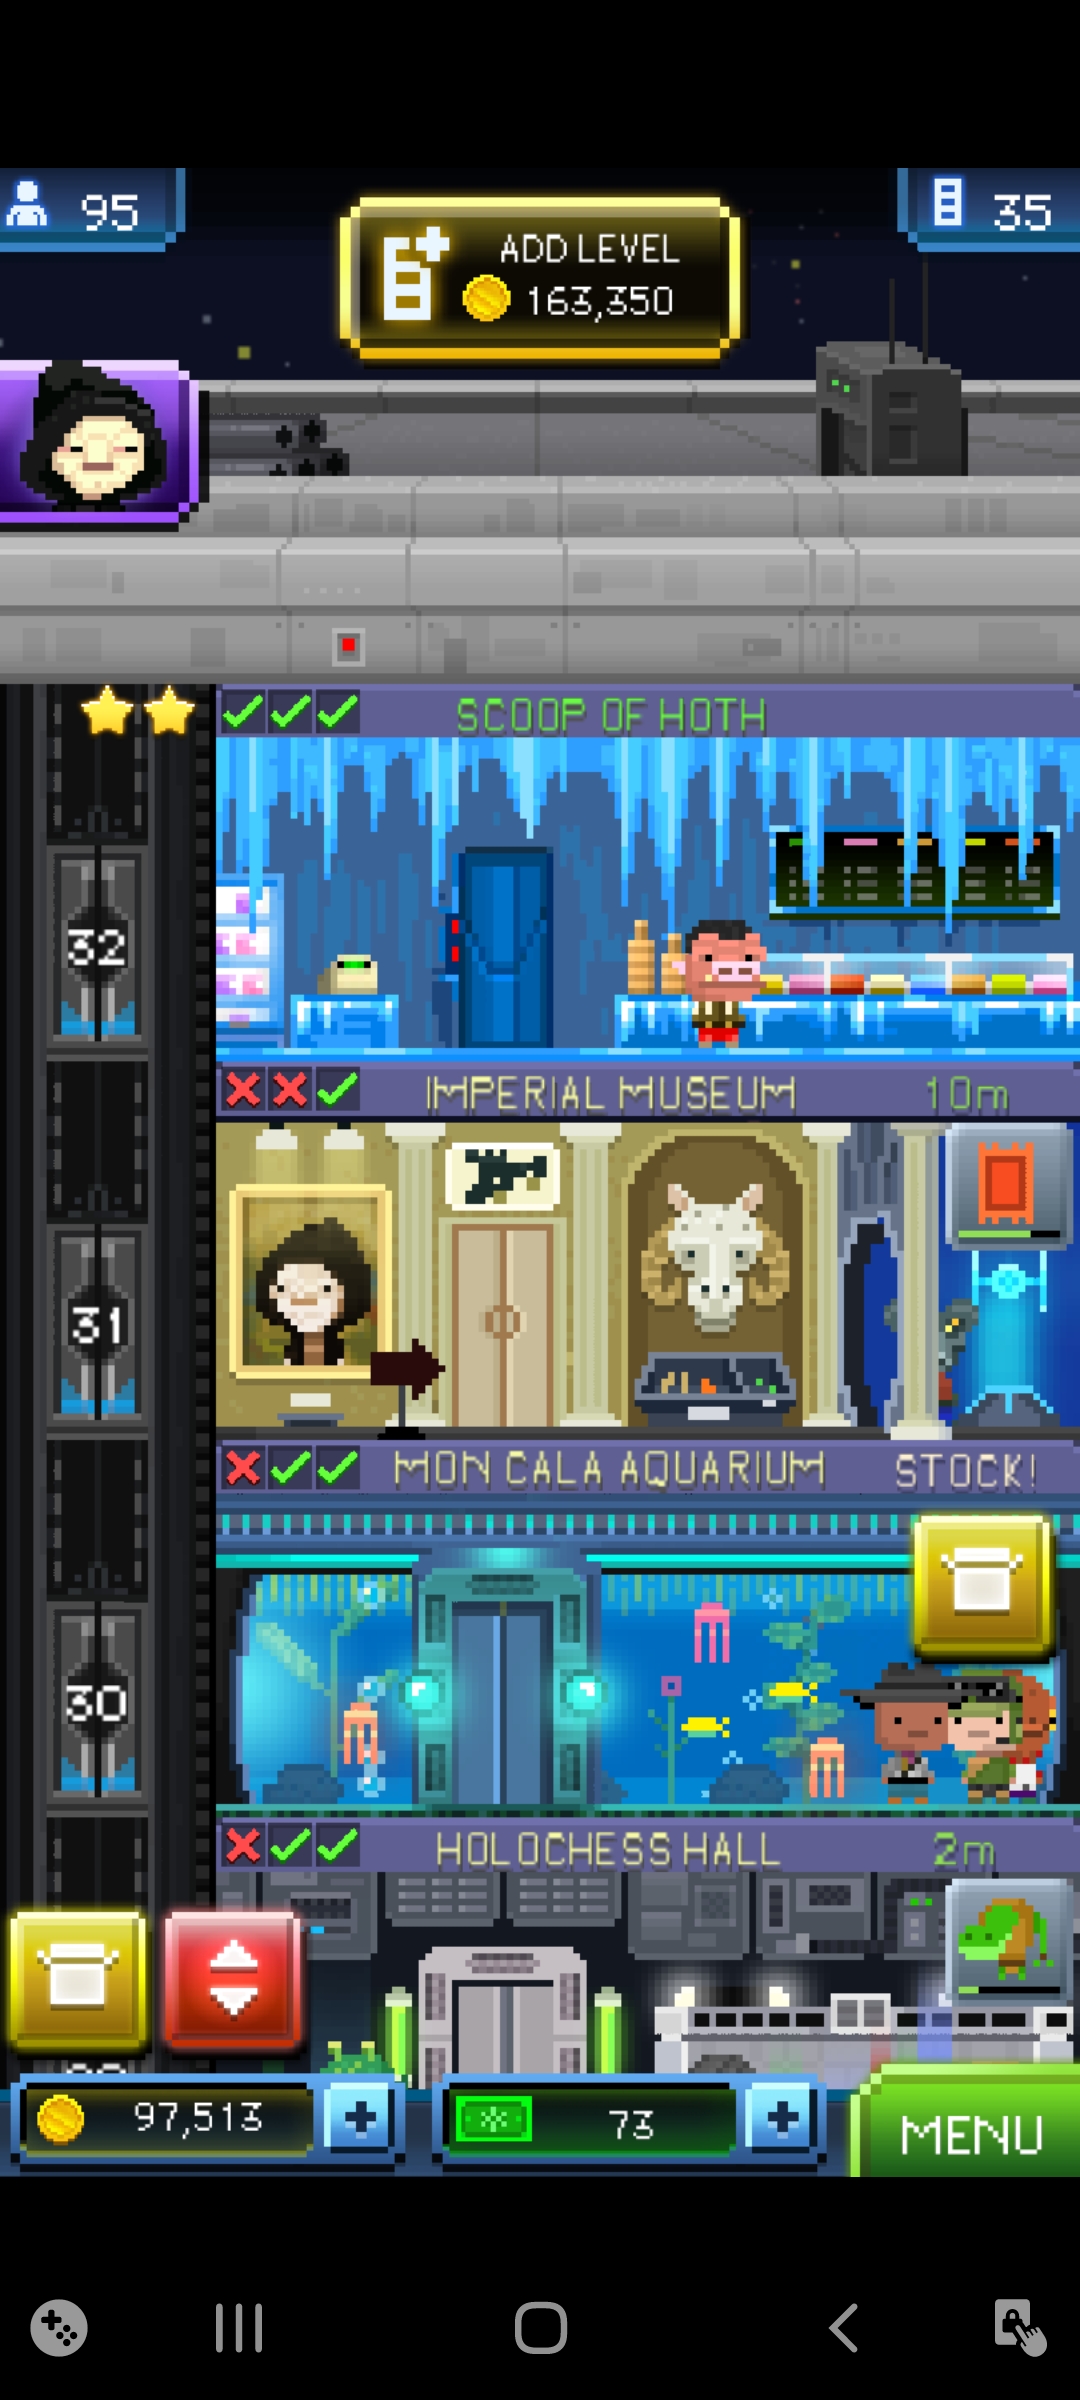 95
ADD LEVEL
163,350
35
SCOOP OF HOTH
32
IMPERIAL MUSEUM 10m
31
MON CALA AQUARIUM STOCK!
30
HOLOCHESS HALL 2m
97,513
73
MENU